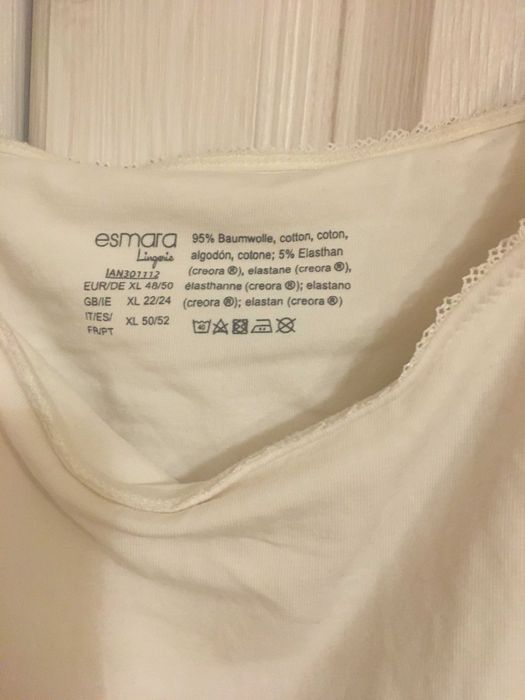 esmara
Lingerie
IAN301112
EUR/DE XL 48/50
GB/IE XL 22/24
IT/ES/
FR/PT XL 50/52
95% Baumwolle, cotton, coton,
algodón, cotone; 5% Elasthan
(creora ®), elastane (creora ®),
élasthanne (creora ®); elastano
(creora ®); elastan (creora ®)
40